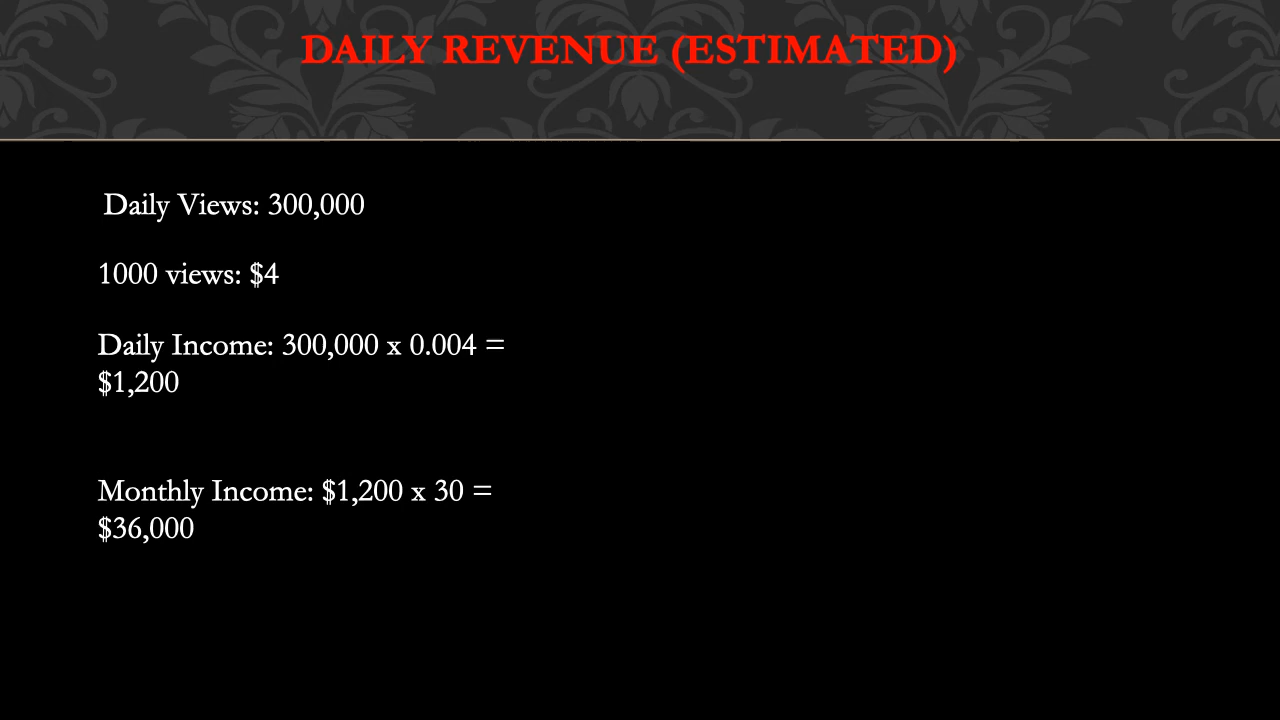 DAILY REVENUE (ESTIMATED)
Daily Views: 300,000
1000 views: $4
Daily Income: 300,000 x 0.004 =
$1,200
Monthly Income: $1,200 x 30 =
$36,000